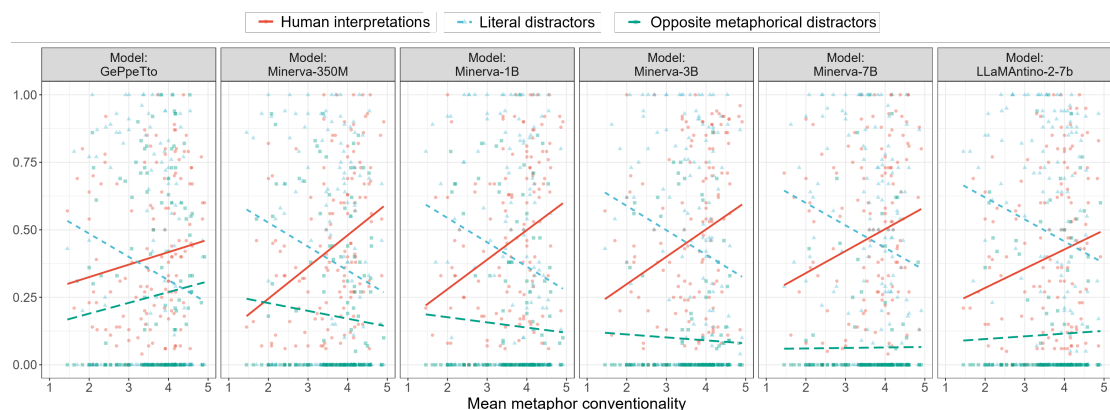 Human interpretations Literal distractors Opposite metaphorical distractors
Model: Model: Model: Model: Model: Model:
GePpeTto Minerva-350M Minerva-1B Minerva-3B Minerva-7B LLaMAntino-2-7b
1.00
0.75
0.50
0.25
0.00
1 2 3 4 5 1 2 3 4 5 1 2 3 4 5 1 2 3 4 5 1 2 3 4 5 1 2 3 4 5
Mean metaphor conventionality